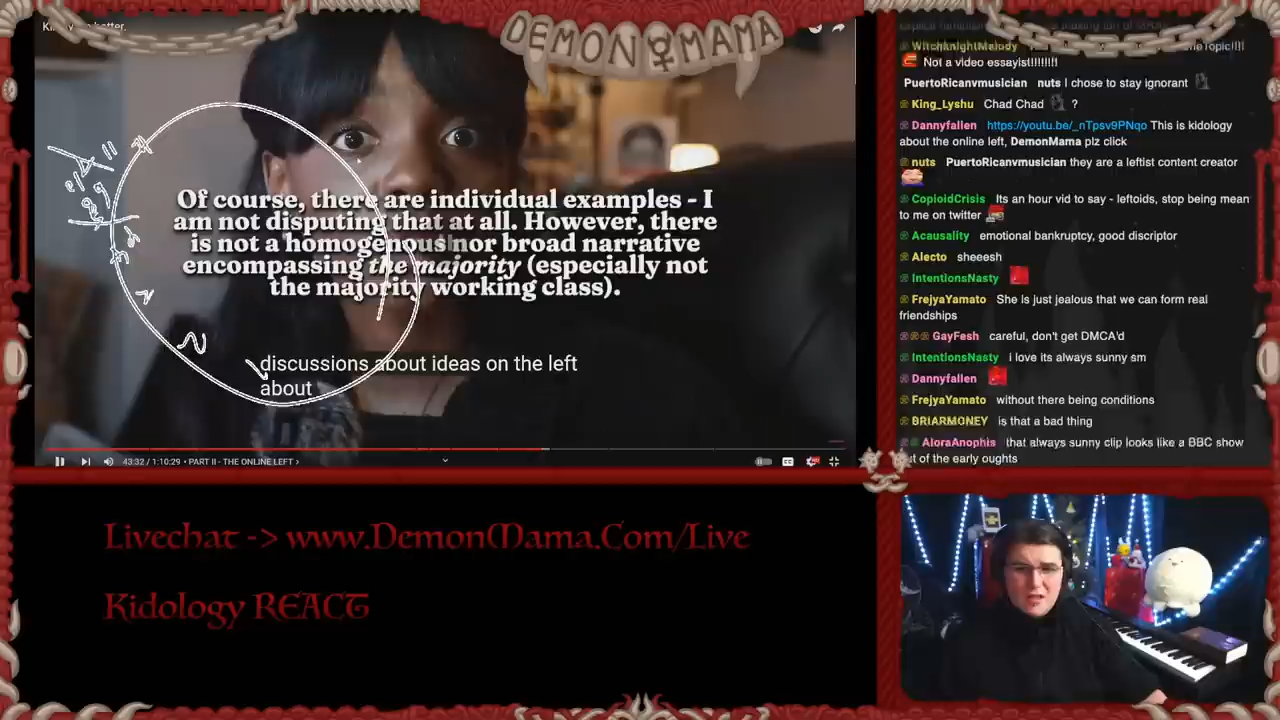 DEMON MAMA
Of course, there are individual examples - I
am not disputing that at all. However, there
is not a homogenous nor broad narrative
encompassing the majority (especially not
the majority working class).
discussions about ideas on the left
about
43:32 / 1:10:29 • PART II - THE ONLINE LEFT ›
WitchknightMelody
Not a video essayist!!!!!!!!
PuertoRicanvmusician nuts I chose to stay ignorant
King_Lyshu Chad Chad ?
Dannyfallen https://youtu.be/_nTpsv9PNqo This is kidology
about the online left, DemonMama plz click
nuts PuertoRicanvmusician they are a leftist content creator
CopioidCrisis Its an hour vid to say - leftoids, stop being mean
to me on twitter
Acausality emotional bankruptcy, good discriptor
Alecto sheeesh
IntentionsNasty
FrejyaYamato She is just jealous that we can form real
friendships
GayFesh careful, don't get DMCA'd
IntentionsNasty i love its always sunny sm
Dannyfallen
FrejyaYamato without there being conditions
BRIARMONEY is that a bad thing
AloraAnophis that always sunny clip looks like a BBC show
ut of the early oughts
Livechat -> www.DemonMama.Com/Live
Kidology REACT